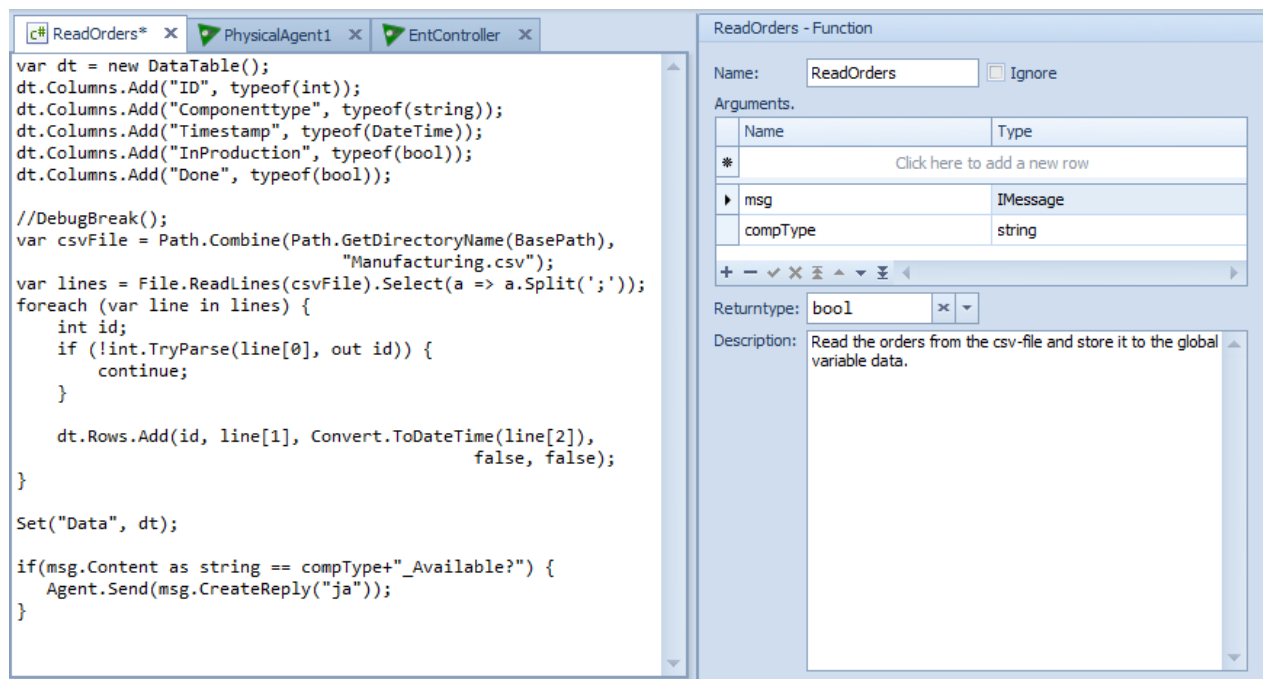 c# ReadOrders* PhysicalAgent1 EntController
var dt = new DataTable();
dt.Columns.Add("ID", typeof(int));
dt.Columns.Add("Componenttype", typeof(string));
dt.Columns.Add("Timestamp", typeof(DateTime));
dt.Columns.Add("InProduction", typeof(bool));
dt.Columns.Add("Done", typeof(bool));
//DebugBreak();
var csvFile = Path.Combine(Path.GetDirectoryName(BasePath),
"Manufacturing.csv");
var lines = File.ReadLines(csvFile).Select(a => a.Split(';'));
foreach (var line in lines) {
int id;
if (!int.TryParse(line[0], out id)) {
continue;
}
dt.Rows.Add(id, line[1], Convert.ToDateTime(line[2]),
false, false);
}
Set("Data", dt);
if(msg.Content as string == compType+"_Available?") {
Agent.Send(msg.CreateReply("ja"));
}
ReadOrders - Function
Name: ReadOrders Ignore
Arguments.
Name Type
Click here to add a new row
msg IMessage
compType string
Returntype: bool
Description: Read the orders from the csv-file and store it to the global
variable data.